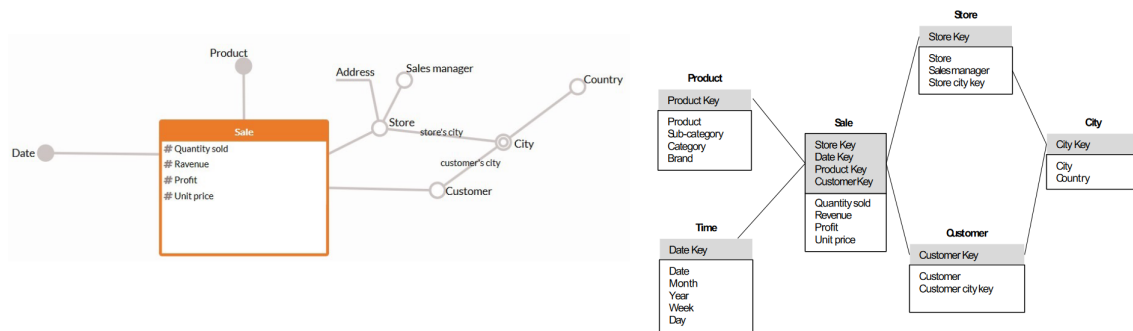 Product
Address
Sales manager
Country
Sale
Store
store's city
City
# Quantity sold
Date
# Ravenue
customer's city
# Profit
Customer
# Unit price
Store
Store Key
Store
Sales manager
Store city key
Product
Product Key
Product
Sub-category
Category
Brand
Sale
Store Key
Date Key
Product Key
Customer Key
Quantity sold
Revenue
Profit
Unit price
City
City Key
City
Country
Time
Date Key
Date
Month
Year
Week
Day
Customer
Customer Key
Customer
Customer city key